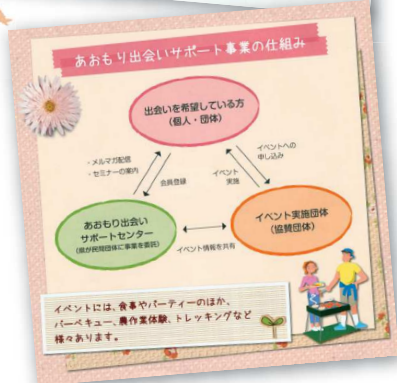 あおもり出会いサポート事業の仕組み
出会いを希望している方
(個人・団体)
・メルマガ配信
・セミナーの案内
会員登録
イベント
実施
イベントへの
申し込み
あおもり出会い
サポートセンター
(県が民間団体に事業を委託)
イベント情報を共有
イベント実施団体
(協賛団体)
イベントには、食事やパーティーのほか、
バーベキュー、農作業体験、トレッキングなど
様々あります。